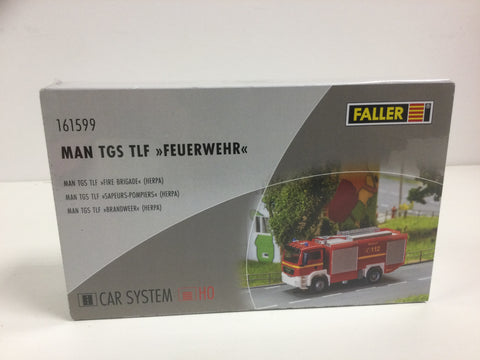 161599
FALLER
MAN TGS TLF »FEUERWEHR«
MAN TGS TLF »FIRE BRIGADE« (HERPA)
MAN TGS TLF »SAPEURS-POMPIERS« (HERPA)
MAN TGS TLF »BRANDWEER« (HERPA)
112
CAR SYSTEM H0